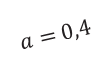 a = 0,4